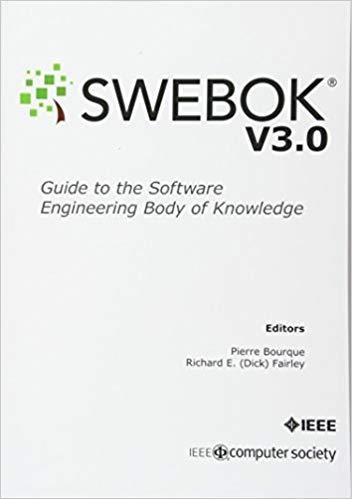 SWEBOK®
V3.0
Guide to the Software
Engineering Body of Knowledge
Editors
Pierre Bourque
Richard E. (Dick) Fairley
IEEE
IEEE computer society